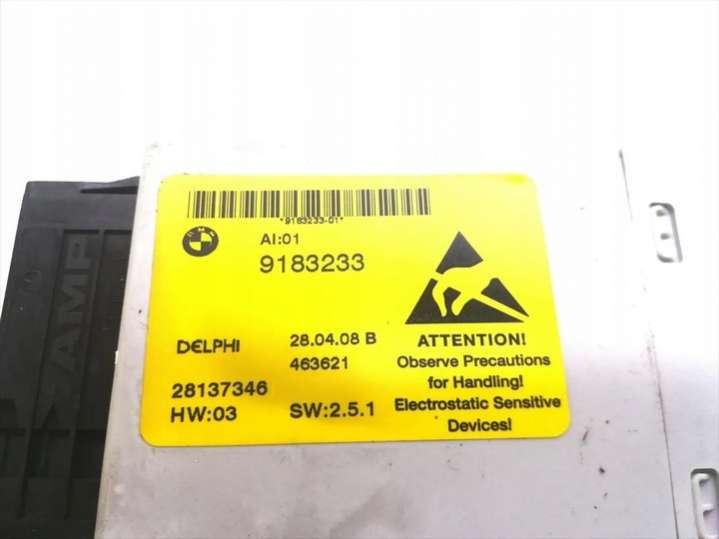 *9183233-01*
BMW
AI:01
9183233
DELPHI
28.04.08 B
463621
28137346
HW:03
SW:2.5.1
ATTENTION!
Observe Precautions
for Handling!
Electrostatic Sensitive
Devices!
AMP